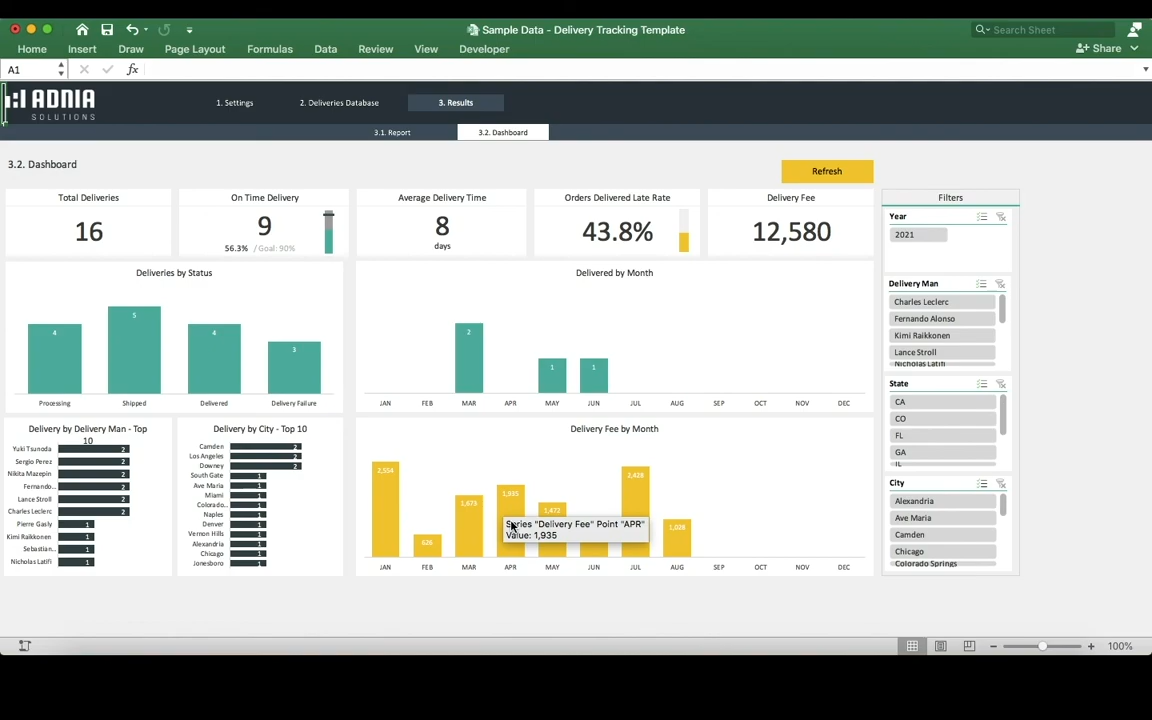 Sample Data - Delivery Tracking Template
Search Sheet
Home Insert Draw Page Layout Formulas Data Review View Developer
Share
A1
fx
ADNIA
SOLUTIONS
1. Settings 2. Deliveries Database 3. Results
3.1. Report 3.2. Dashboard
3.2. Dashboard
Refresh
Total Deliveries
16
On Time Delivery
9
56.3% / Goal: 90%
Average Delivery Time
8
days
Orders Delivered Late Rate
43.8%
Delivery Fee
12,580
Deliveries by Status
4 5 4 3
Processing Shipped Delivered Delivery Failure
Delivered by Month
2 1 1
JAN FEB MAR APR MAY JUN JUL AUG SEP OCT NOV DEC
Delivery by Delivery Man - Top
10
Yuki Tsunoda 2
Sergio Perez 2
Nikita Mazepin 2
Fernando... 2
Lance Stroll 2
Charles Leclerc 2
Pierre Gasly 1
Kimi Raikkonen 1
Sebastian... 1
Nicholas Latifi 1
Delivery by City - Top 10
Camden 2
Los Angeles 2
Downey 2
South Gate 1
Ave Maria 1
Miami 1
Colorado... 1
Naples 1
Denver 1
Vernon Hills 1
Alexandria 1
Chicago 1
Jonesboro 1
Delivery Fee by Month
2,554 626 1,673 1,935 1,472 2,428 1,028
Series "Delivery Fee" Point "APR"
Value: 1,935
JAN FEB MAR APR MAY JUN JUL AUG SEP OCT NOV DEC
Filters
Year
2021
Delivery Man
Charles Leclerc
Fernando Alonso
Kimi Raikkonen
Lance Stroll
Nicholas Latifi
State
CA
CO
FL
GA
IL
City
Alexandria
Ave Maria
Camden
Chicago
Colorado Springs
100%